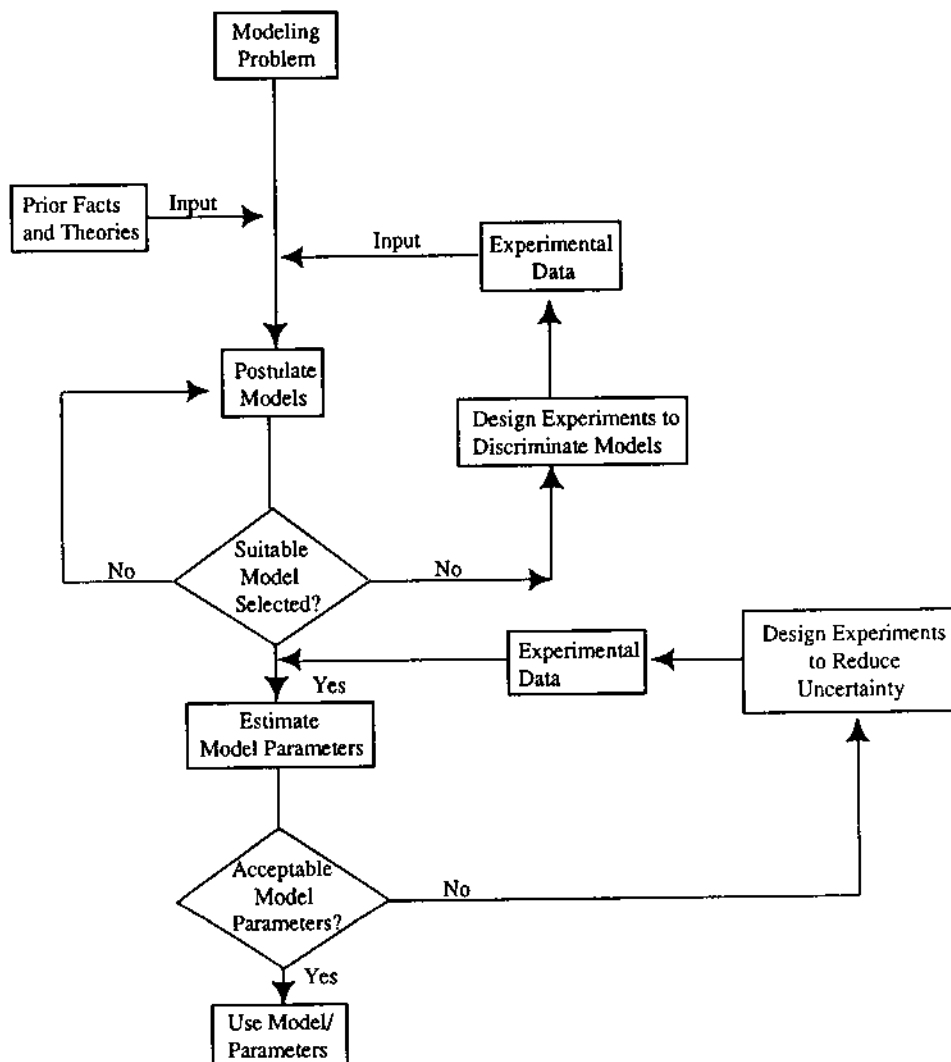 Modeling
Problem
Prior Facts
and Theories
Input
Input
Experimental
Data
Postulate
Models
Design Experiments to
Discriminate Models
Suitable
Model
Selected?
No
No
Yes
Experimental
Data
Design Experiments
to Reduce
Uncertainty
Estimate
Model Parameters
Acceptable
Model
Parameters?
No
Yes
Use Model/
Parameters